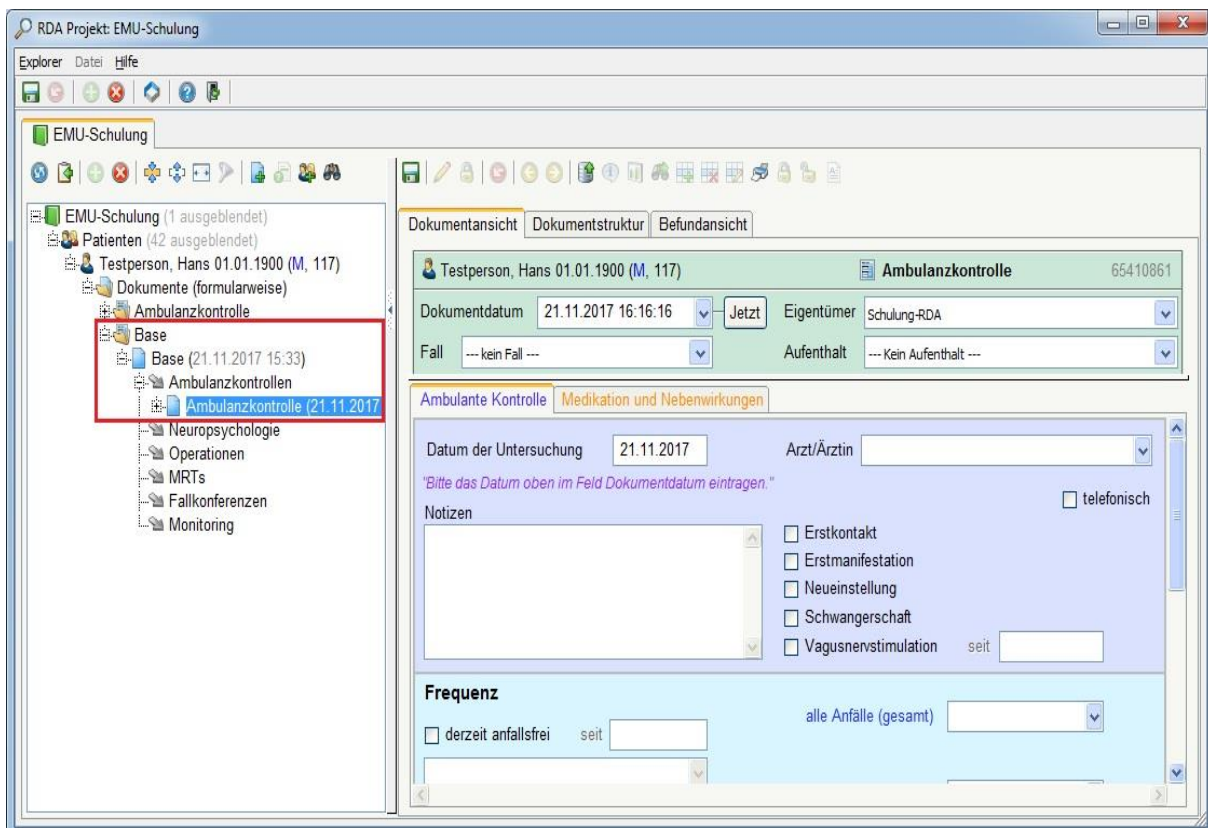 RDA Projekt: EMU-Schulung
Explorer Datei Hilfe
EMU-Schulung
EMU-Schulung (1 ausgeblendet)
Patienten (42 ausgeblendet)
Testperson, Hans 01.01.1900 (M, 117)
Dokumente (formularweise)
Ambulanzkontrolle
Base
Base (21.11.2017 15:33)
Ambulanzkontrollen
Ambulanzkontrolle (21.11.2017
Neuropsychologie
Operationen
MRTs
Fallkonferenzen
Monitoring
Dokumentansicht Dokumentstruktur Befundansicht
Testperson, Hans 01.01.1900 (M, 117) Ambulanzkontrolle 65410861
Dokumentdatum 21.11.2017 16:16:16 Jetzt Eigentümer Schulung-RDA
Fall --- kein Fall --- Aufenthalt --- Kein Aufenthalt ---
Ambulante Kontrolle Medikation und Nebenwirkungen
Datum der Untersuchung 21.11.2017 Arzt/Ärztin
"Bitte das Datum oben im Feld Dokumentdatum eintragen."
telefonisch
Notizen
Erstkontakt
Erstmanifestation
Neueinstellung
Schwangerschaft
Vagusnervstimulation seit
Frequenz
alle Anfälle (gesamt)
derzeit anfallsfrei seit